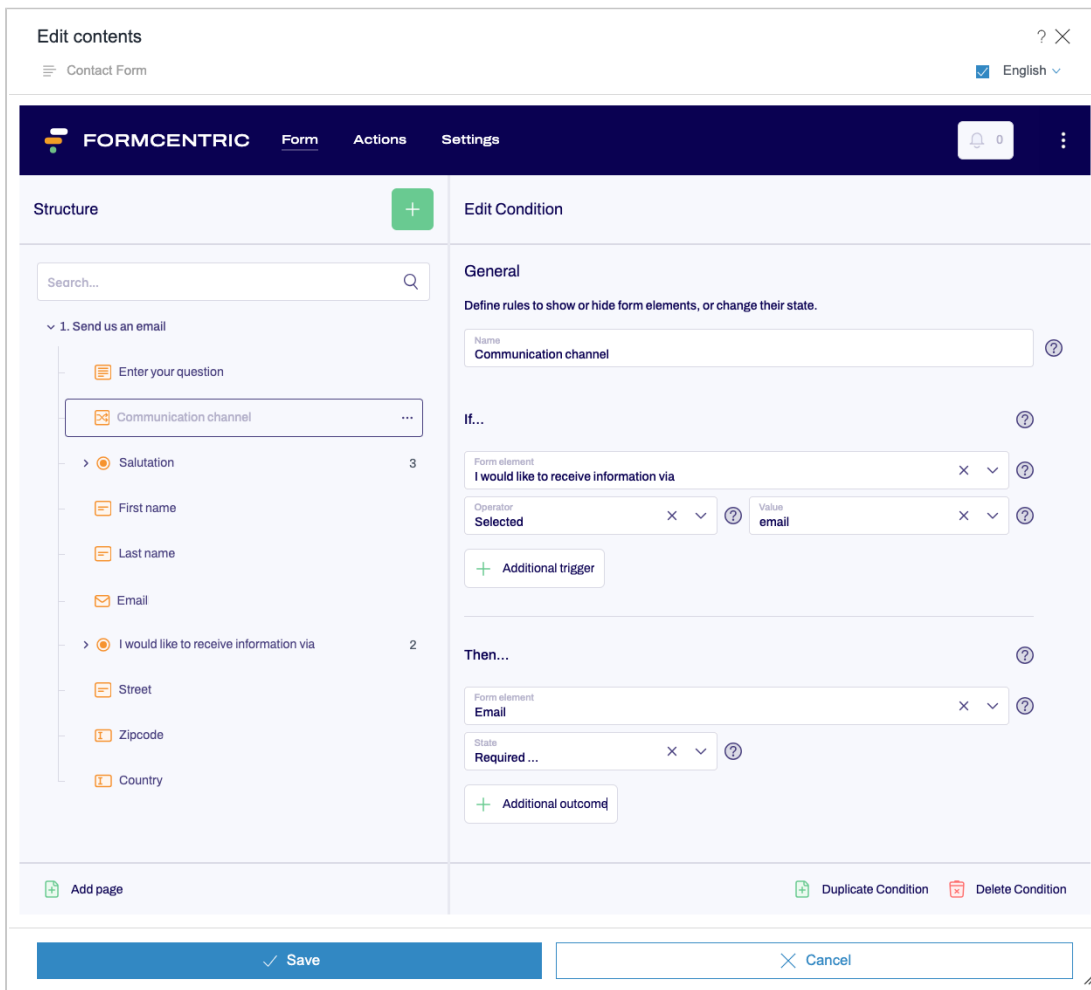 Edit contents
?
Contact Form
English
FORMCENTRIC Form Actions Settings
0
Structure
Edit Condition
Search...
1. Send us an email
Enter your question
Communication channel ...
Salutation 3
First name
Last name
Email
I would like to receive information via 2
Street
Zipcode
Country
Add page
General
Define rules to show or hide form elements, or change their state.
Name
Communication channel
?
If...
?
Form element
I would like to receive information via
?
Operator
Selected
?
Value
email
?
+ Additional trigger
Then...
?
Form element
Email
?
State
Required ...
?
+ Additional outcome
Duplicate Condition Delete Condition
Save
Cancel